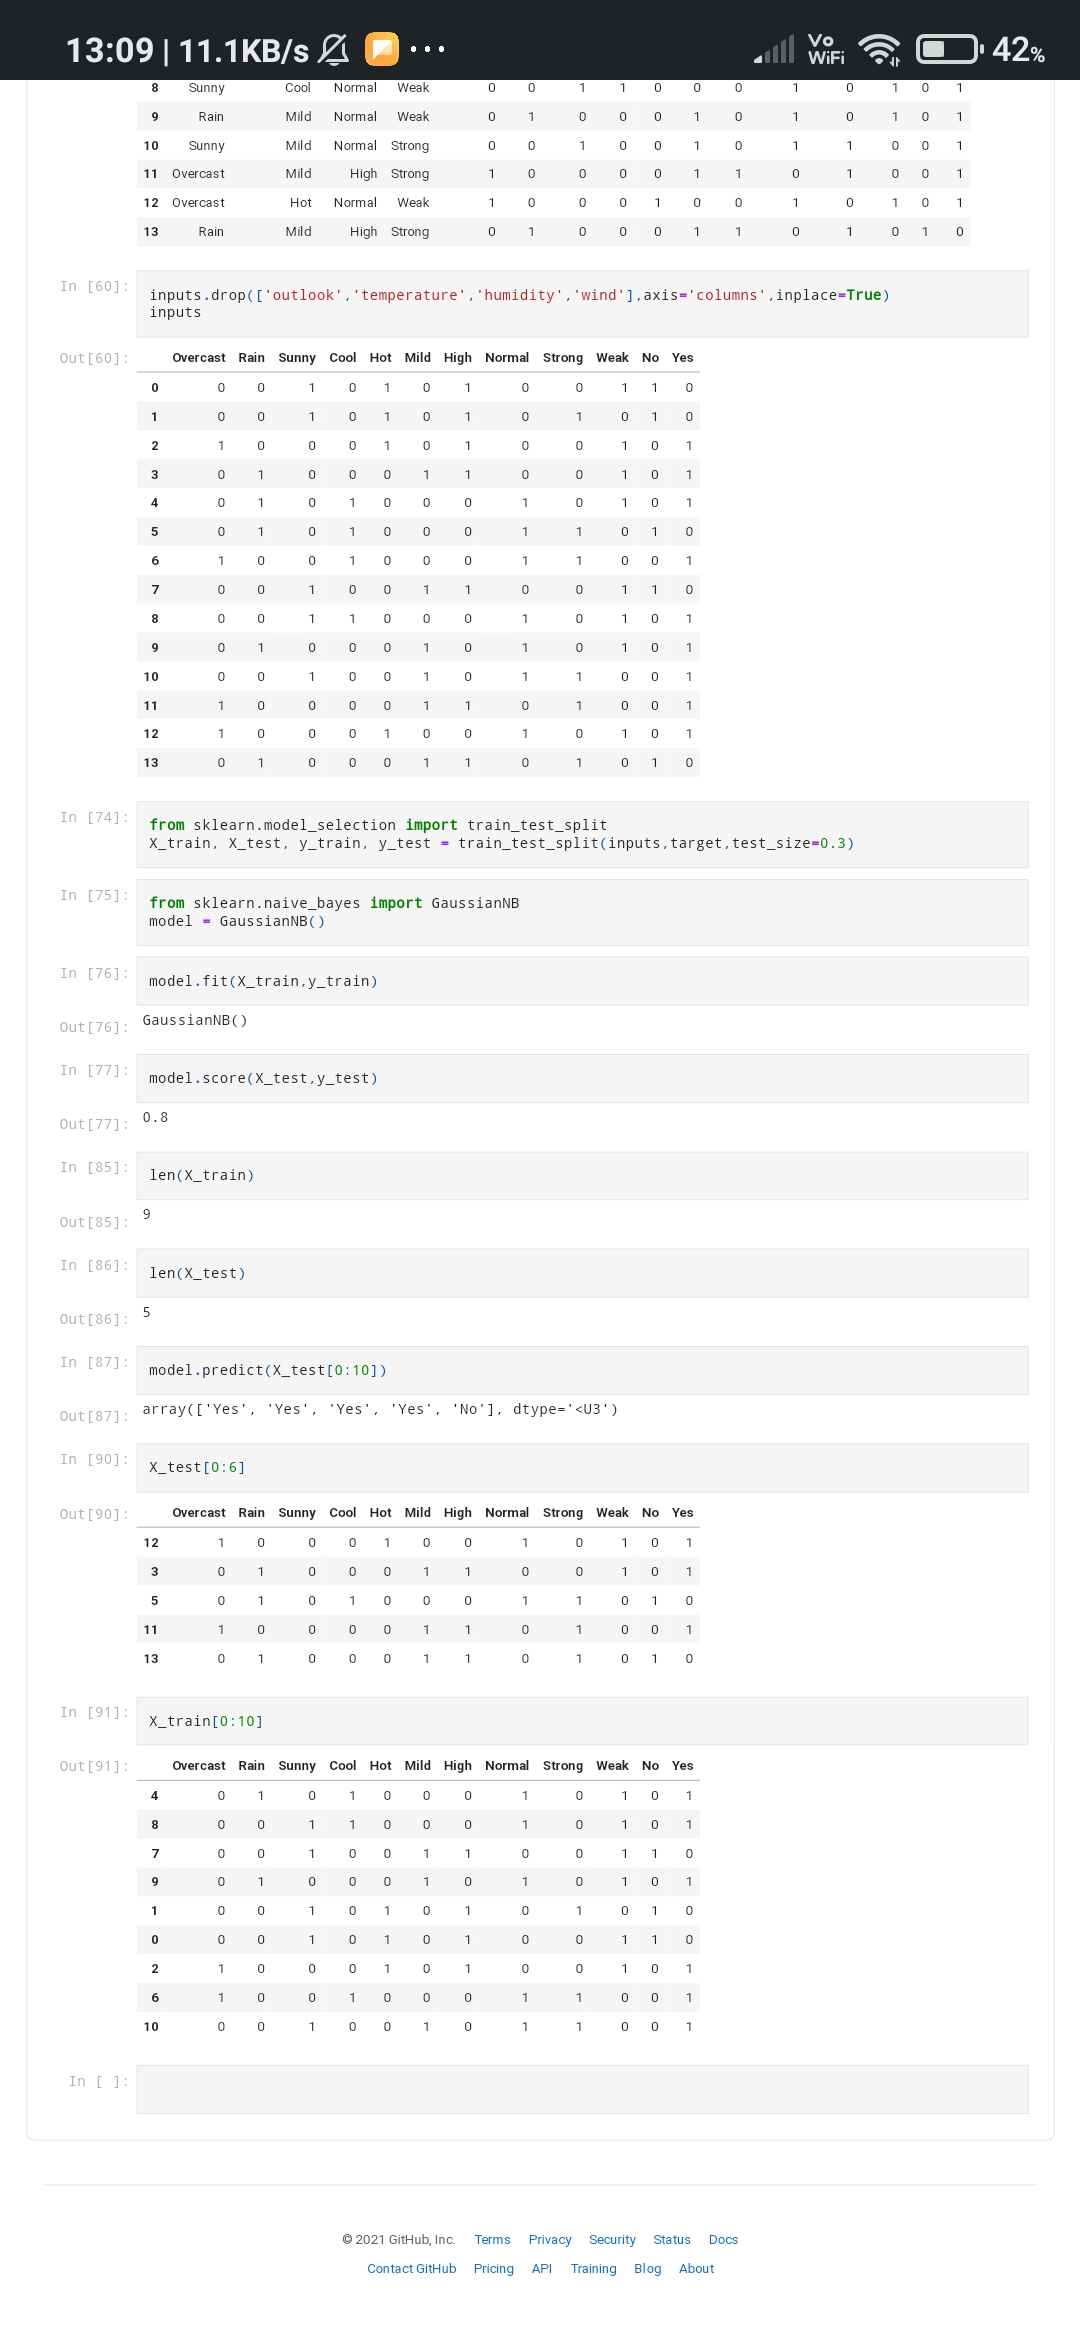 13:09 | 11.1KB/s ... Vo WiFi 42%
8 Sunny Cool Normal Weak 0 0 1 1 0 0 0 1 0 1 0 1
9 Rain Mild Normal Weak 0 1 0 0 0 1 0 1 0 1 0 1
10 Sunny Mild Normal Strong 0 0 1 0 0 1 0 1 1 0 0 1
11 Overcast Mild High Strong 1 0 0 0 0 1 1 0 1 0 0 1
12 Overcast Hot Normal Weak 1 0 0 0 1 0 0 1 0 1 0 1
13 Rain Mild High Strong 0 1 0 0 0 1 1 0 1 0 1 0
In [60]: inputs.drop(['outlook','temperature','humidity','wind'],axis='columns',inplace=True)
inputs
Out[60]: Overcast Rain Sunny Cool Hot Mild High Normal Strong Weak No Yes
0 0 0 1 0 1 0 1 0 0 1 1 0
1 0 0 1 0 1 0 1 0 1 0 1 0
2 1 0 0 0 1 0 1 0 0 1 0 1
3 0 1 0 0 0 1 1 0 0 1 0 1
4 0 1 0 1 0 0 0 1 0 1 0 1
5 0 1 0 1 0 0 0 1 1 0 1 0
6 1 0 0 1 0 0 0 1 1 0 0 1
7 0 0 1 0 0 1 1 0 0 1 1 0
8 0 0 1 1 0 0 0 1 0 1 0 1
9 0 1 0 0 0 1 0 1 0 1 0 1
10 0 0 1 0 0 1 0 1 1 0 0 1
11 1 0 0 0 0 1 1 0 1 0 0 1
12 1 0 0 0 1 0 0 1 0 1 0 1
13 0 1 0 0 0 1 1 0 1 0 1 0
In [74]: from sklearn.model_selection import train_test_split
X_train, X_test, y_train, y_test = train_test_split(inputs,target,test_size=0.3)
In [75]: from sklearn.naive_bayes import GaussianNB
model = GaussianNB()
In [76]: model.fit(X_train,y_train)
Out[76]: GaussianNB()
In [77]: model.score(X_test,y_test)
Out[77]: 0.8
In [85]: len(X_train)
Out[85]: 9
In [86]: len(X_test)
Out[86]: 5
In [87]: model.predict(X_test[0:10])
Out[87]: array(['Yes', 'Yes', 'Yes', 'Yes', 'No'], dtype='<U3')
In [90]: X_test[0:6]
Out[90]: Overcast Rain Sunny Cool Hot Mild High Normal Strong Weak No Yes
12 1 0 0 0 1 0 0 1 0 1 0 1
3 0 1 0 0 0 1 1 0 0 1 0 1
5 0 1 0 1 0 0 0 1 1 0 1 0
11 1 0 0 0 0 1 1 0 1 0 0 1
13 0 1 0 0 0 1 1 0 1 0 1 0
In [91]: X_train[0:10]
Out[91]: Overcast Rain Sunny Cool Hot Mild High Normal Strong Weak No Yes
4 0 1 0 1 0 0 0 1 0 1 0 1
8 0 0 1 1 0 0 0 1 0 1 0 1
7 0 0 1 0 0 1 1 0 0 1 1 0
9 0 1 0 0 0 1 0 1 0 1 0 1
1 0 0 1 0 1 0 1 0 1 0 1 0
0 0 0 1 0 1 0 1 0 0 1 1 0
2 1 0 0 0 1 0 1 0 0 1 0 1
6 1 0 0 1 0 0 0 1 1 0 0 1
10 0 0 1 0 0 1 0 1 1 0 0 1
In [ ]:
© 2021 GitHub, Inc. Terms Privacy Security Status Docs
Contact GitHub Pricing API Training Blog About